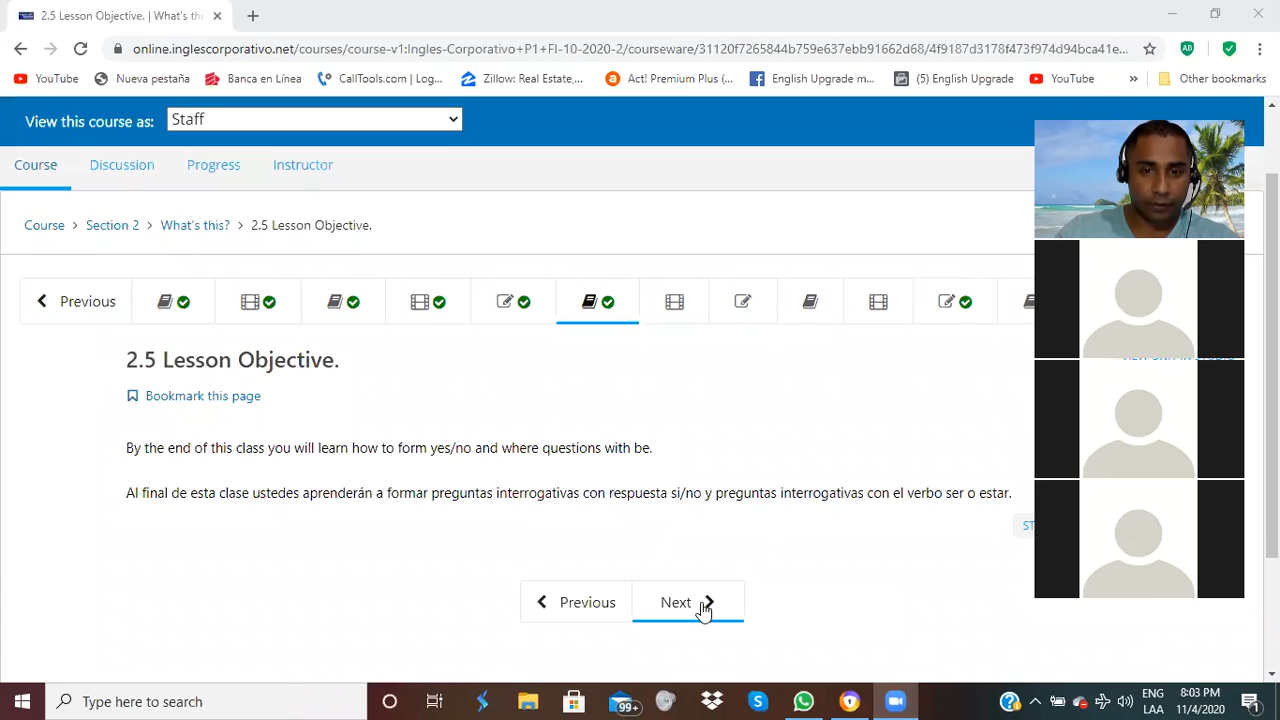 2.5 Lesson Objective. | What's thi
online.inglescorporativo.net/courses/course-v1:Ingles-Corporativo+P1+FI-10-2020-2/courseware/31120f7265844b759e637ebb91662d68/4f9187d3178f473f974d94bca41e...
YouTube Nueva pestaña Banca en Línea CallTools.com | Log... Zillow: Real Estate,... Act! Premium Plus (... English Upgrade m... (5) English Upgrade YouTube » Other bookmarks
View this course as: Staff
Course Discussion Progress Instructor
Course > Section 2 > What's this? > 2.5 Lesson Objective.
Previous
2.5 Lesson Objective.
Bookmark this page
By the end of this class you will learn how to form yes/no and where questions with be.
Al final de esta clase ustedes aprenderán a formar preguntas interrogativas con respuesta si/no y preguntas interrogativas con el verbo ser o estar.
ST
Previous Next
Type here to search
99+
ENG
LAA
8:03 PM
11/4/2020
1